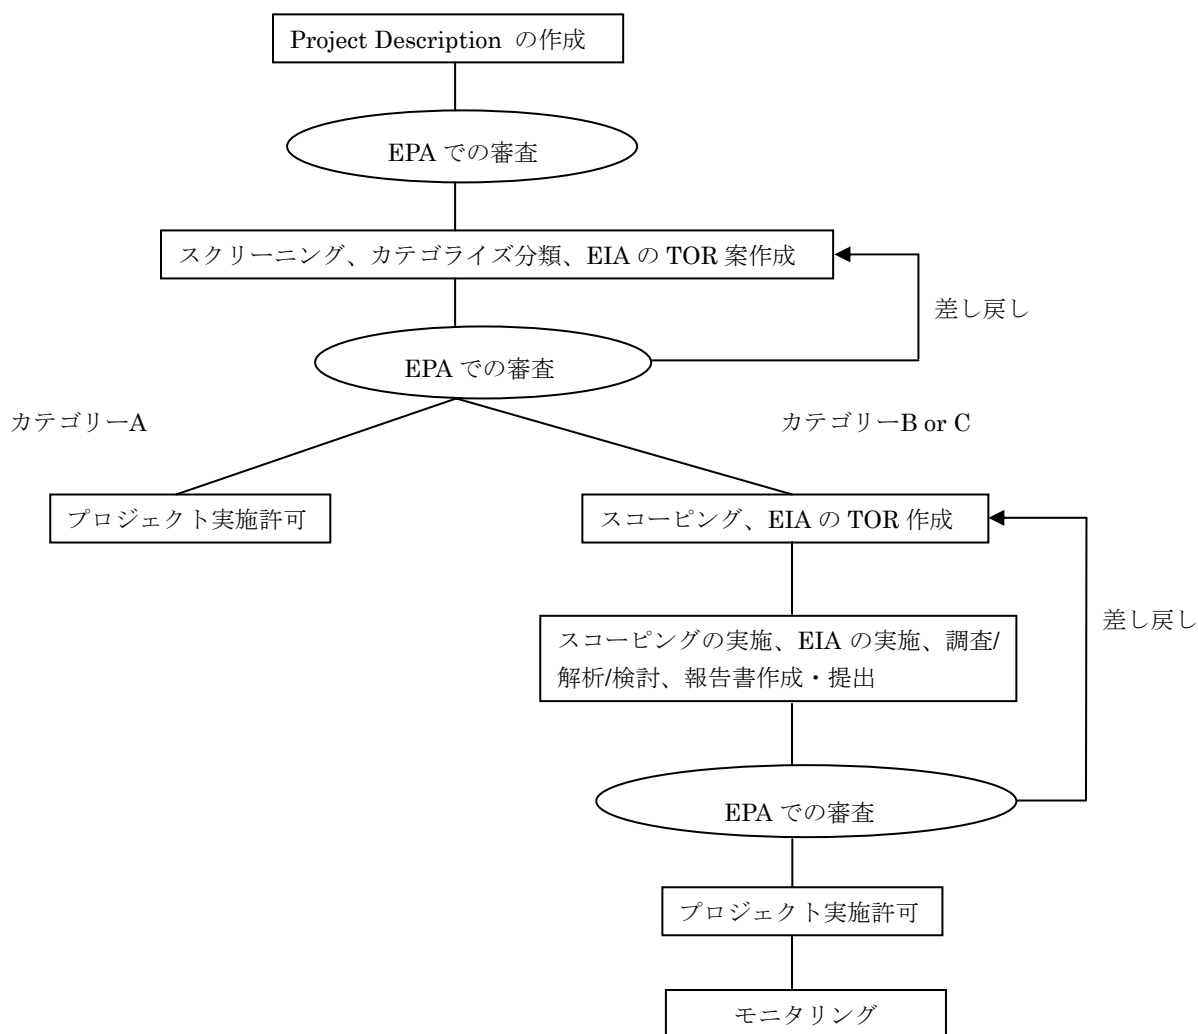 Project Description の作成
EPA での審査
スクリーニング、カテゴライズ分類、EIA の TOR 案作成
差し戻し
EPA での審査
カテゴリーA
カテゴリーB or C
プロジェクト実施許可
スコーピング、EIA の TOR 作成
差し戻し
スコーピングの実施、EIA の実施、調査/
解析/検討、報告書作成・提出
EPA での審査
プロジェクト実施許可
モニタリング